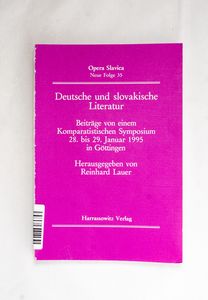 Opera Slavica
Neue Folge 35
Deutsche und slovakische
Literatur
Beiträge von einem
Komparatistischen Symposium
28. bis 29. Januar 1995
in Göttingen
Herausgegeben von
Reinhard Lauer
Harrassowitz Verlag